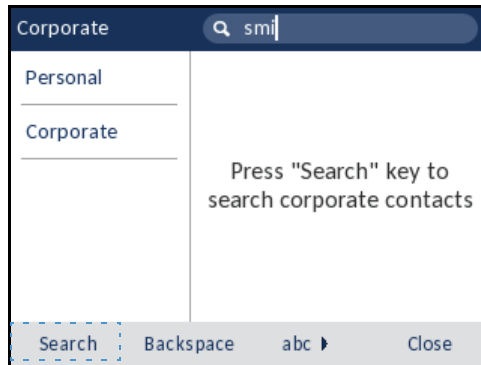 Corporate
smi
Personal
Corporate
Press "Search" key to
search corporate contacts
Search Backspace abc Close